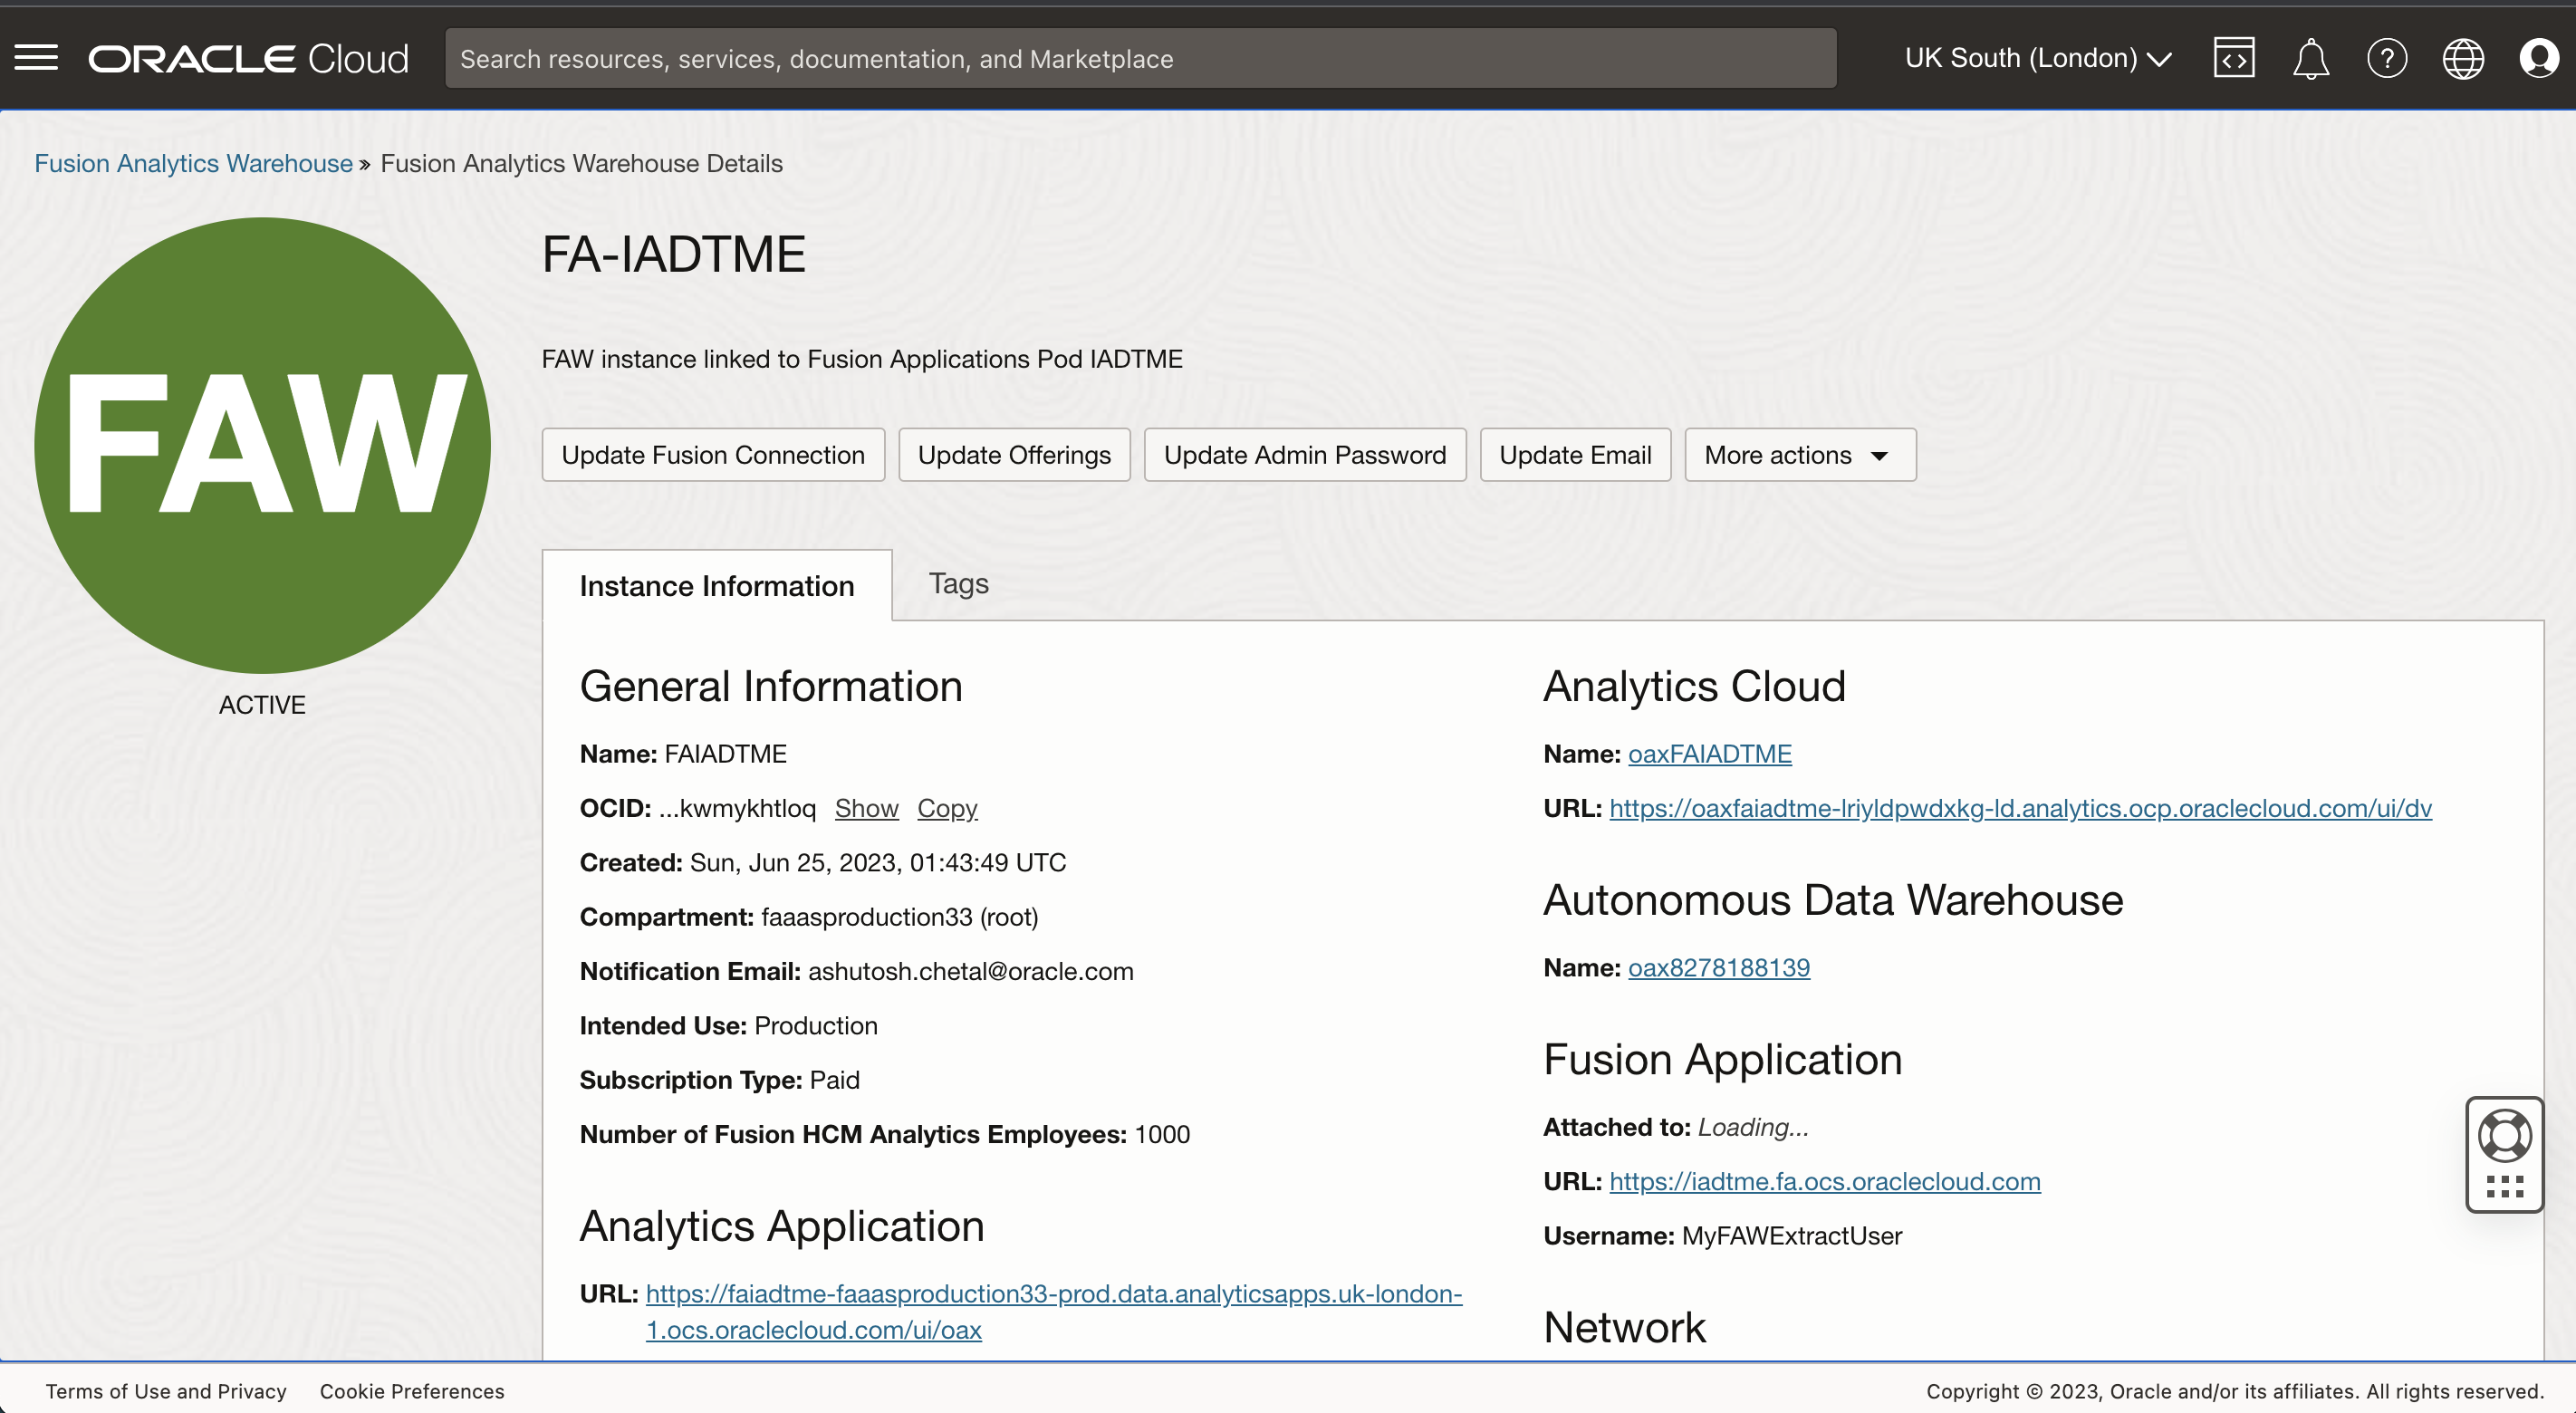 ORACLE Cloud
Search resources, services, documentation, and Marketplace
UK South (London)
Fusion Analytics Warehouse » Fusion Analytics Warehouse Details
FAW
ACTIVE
FA-IADTME
FAW instance linked to Fusion Applications Pod IADTME
Update Fusion Connection
Update Offerings
Update Admin Password
Update Email
More actions
Instance Information
Tags
General Information
Name: FAIADTME
OCID: ...kwmykhtloq Show Copy
Created: Sun, Jun 25, 2023, 01:43:49 UTC
Compartment: faaasproduction33 (root)
Notification Email: ashutosh.chetal@oracle.com
Intended Use: Production
Subscription Type: Paid
Number of Fusion HCM Analytics Employees: 1000
Analytics Application
URL: https://faiadtme-faaasproduction33-prod.data.analyticsapps.uk-london-
1.ocs.oraclecloud.com/ui/oax
Analytics Cloud
Name: oaxFAIADTME
URL: https://oaxfaiadtme-lriyldpwdxkg-ld.analytics.ocp.oraclecloud.com/ui/dv
Autonomous Data Warehouse
Name: oax8278188139
Fusion Application
Attached to: Loading...
URL: https://iadtme.fa.ocs.oraclecloud.com
Username: MyFAWExtractUser
Network
Terms of Use and Privacy
Cookie Preferences
Copyright © 2023, Oracle and/or its affiliates. All rights reserved.